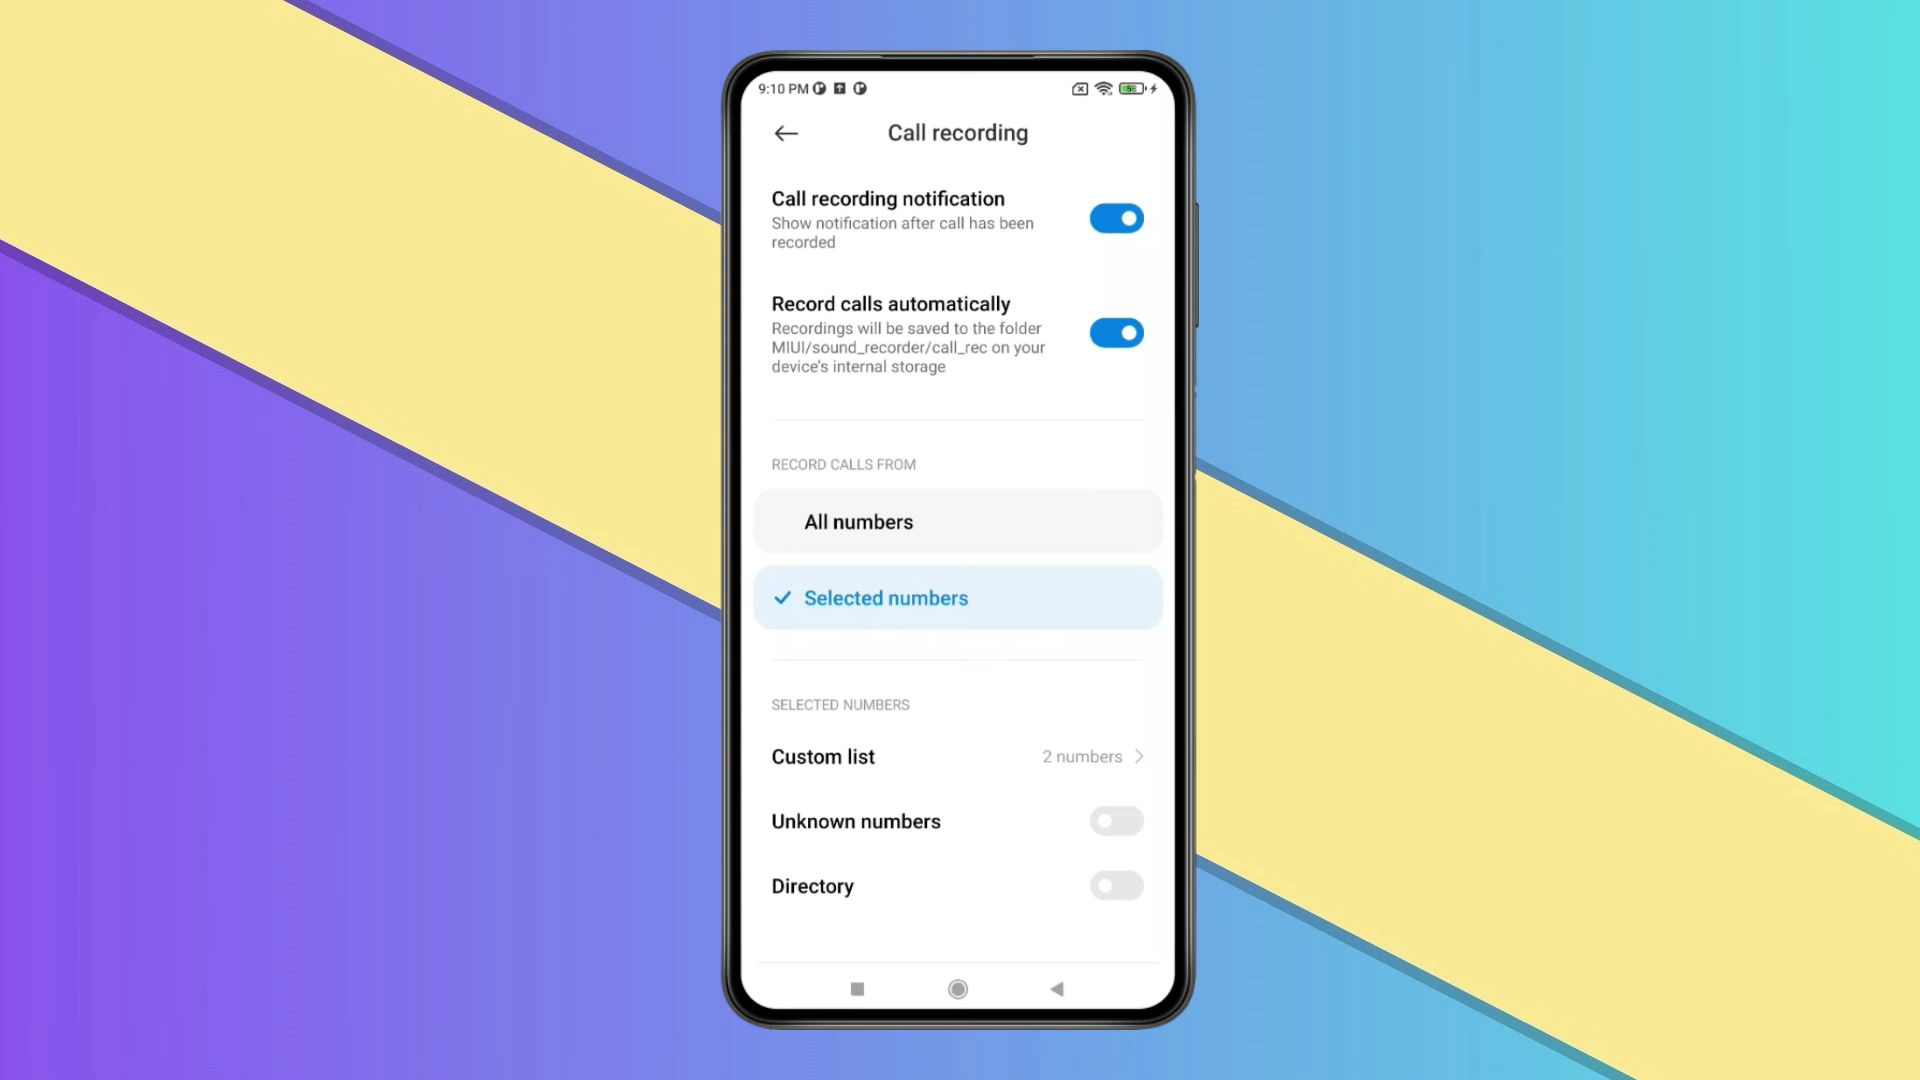 9:10 PM
58
Call recording
Call recording notification
Show notification after call has been
recorded
Record calls automatically
Recordings will be saved to the folder
MIUI/sound_recorder/call_rec on your
device's internal storage
RECORD CALLS FROM
All numbers
Selected numbers
SELECTED NUMBERS
Custom list 2 numbers
Unknown numbers
Directory